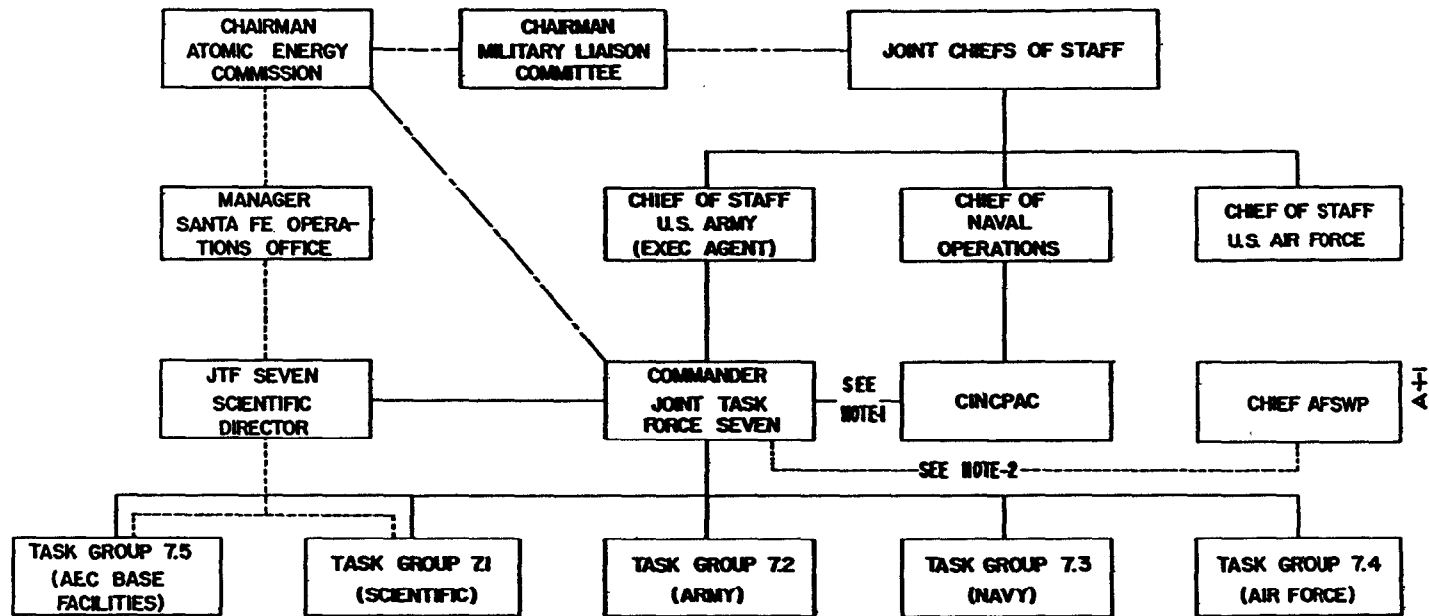 CHAIRMAN
ATOMIC ENERGY
COMMISSION
CHAIRMAN
MILITARY LIAISON
COMMITTEE
JOINT CHIEFS OF STAFF
MANAGER
SANTA FE OPERA-
TIONS OFFICE
CHIEF OF STAFF
U.S. ARMY
(EXEC AGENT)
CHIEF OF
NAVAL
OPERATIONS
CHIEF OF STAFF
U.S. AIR FORCE
JTF SEVEN
SCIENTIFIC
DIRECTOR
COMMANDER
JOINT TASK
FORCE SEVEN
SEE
NOTE-1
CINCPAC
CHIEF AFSWP
A-I-1
SEE NOTE-2
TASK GROUP 7.5
(AEC BASE
FACILITIES)
TASK GROUP 7.1
(SCIENTIFIC)
TASK GROUP 7.2
(ARMY)
TASK GROUP 7.3
(NAVY)
TASK GROUP 7.4
(AIR FORCE)